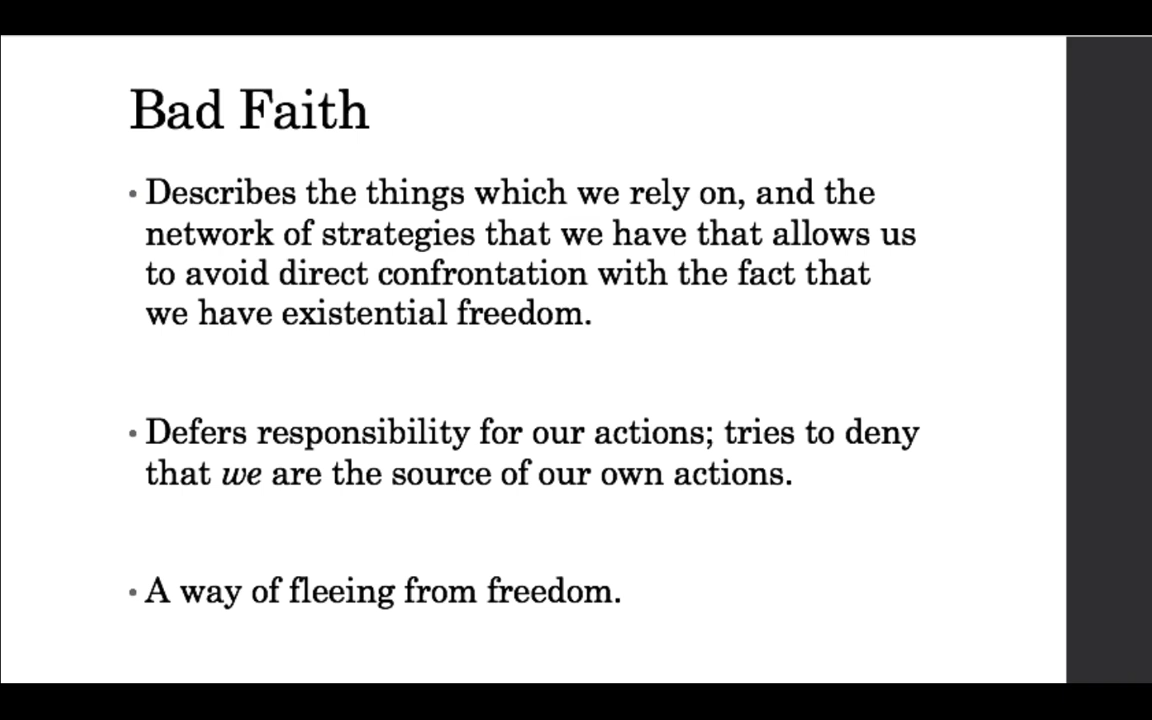 Bad Faith
• Describes the things which we rely on, and the
network of strategies that we have that allows us
to avoid direct confrontation with the fact that
we have existential freedom.
• Defers responsibility for our actions; tries to deny
that we are the source of our own actions.
• A way of fleeing from freedom.